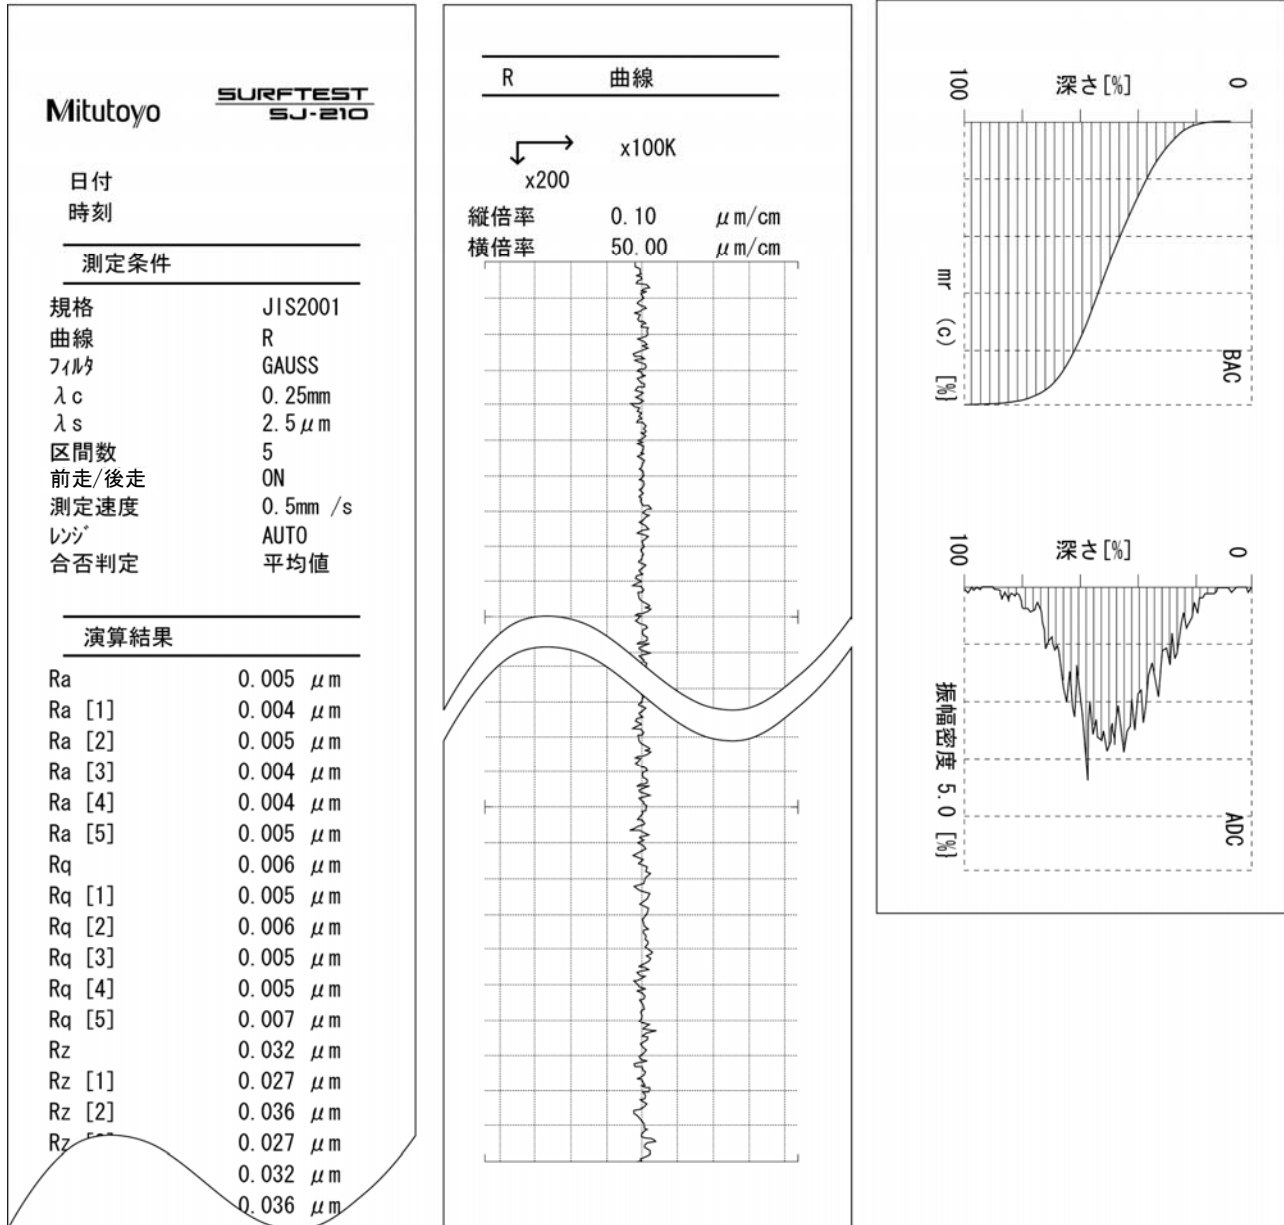 Mitutoyo
SURFTEST
SJ-210
日付
時刻
測定条件
規格 JIS2001
曲線 R
ﾌｨﾙﾀ GAUSS
λc 0.25mm
λs 2.5μm
区間数 5
前走/後走 ON
測定速度 0.5mm /s
ﾚﾝｼﾞ AUTO
合否判定 平均値
演算結果
Ra 0.005 μm
Ra [1] 0.004 μm
Ra [2] 0.005 μm
Ra [3] 0.004 μm
Ra [4] 0.004 μm
Ra [5] 0.005 μm
Rq 0.006 μm
Rq [1] 0.005 μm
Rq [2] 0.006 μm
Rq [3] 0.005 μm
Rq [4] 0.005 μm
Rq [5] 0.007 μm
Rz 0.032 μm
Rz [1] 0.027 μm
Rz [2] 0.036 μm
Rz 0.027 μm
0.032 μm
0.036 μm
R 曲線
x100K
x200
縦倍率 0.10 μm/cm
横倍率 50.00 μm/cm
100 深さ[%] 0
mr (c) [%]
BAC
100 深さ[%] 0
振幅密度 5.0 [%]
ADC